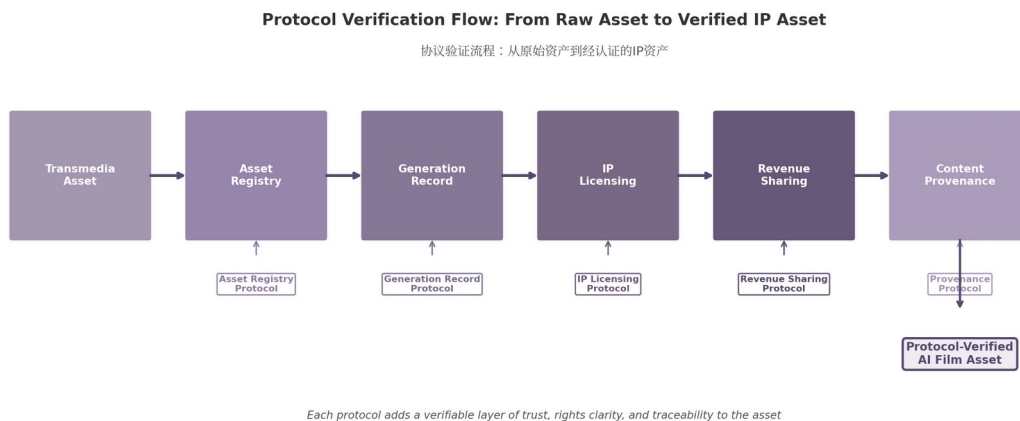 Protocol Verification Flow: From Raw Asset to Verified IP Asset
协议验证流程：从原始资产到经认证的IP资产
Transmedia
Asset
Asset
Registry
Generation
Record
IP
Licensing
Revenue
Sharing
Content
Provenance
Asset Registry
Protocol
Generation Record
Protocol
IP Licensing
Protocol
Revenue Sharing
Protocol
Provenance
Protocol
Protocol-Verified
AI Film Asset
Each protocol adds a verifiable layer of trust, rights clarity, and traceability to the asset